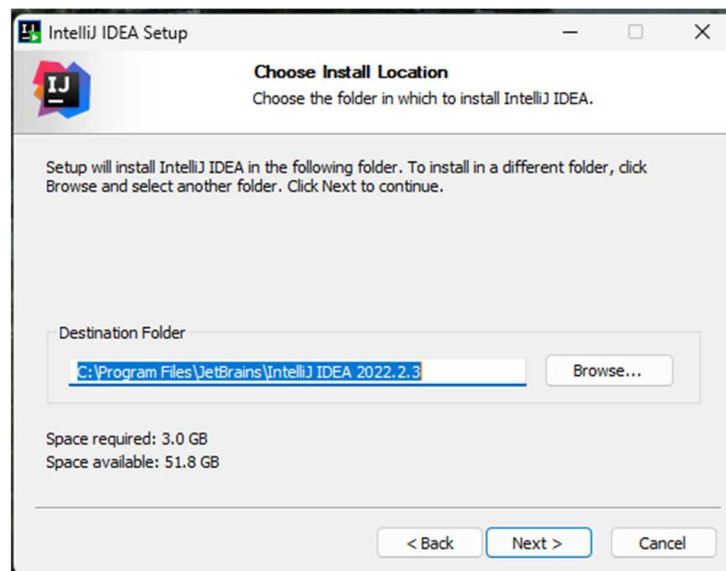 IntelliJ IDEA Setup
IJ
Choose Install Location
Choose the folder in which to install IntelliJ IDEA.
Setup will install IntelliJ IDEA in the following folder. To install in a different folder, click
Browse and select another folder. Click Next to continue.
Destination Folder
C:\Program Files\JetBrains\IntelliJ IDEA 2022.2.3
Browse...
Space required: 3.0 GB
Space available: 51.8 GB
< Back
Next >
Cancel